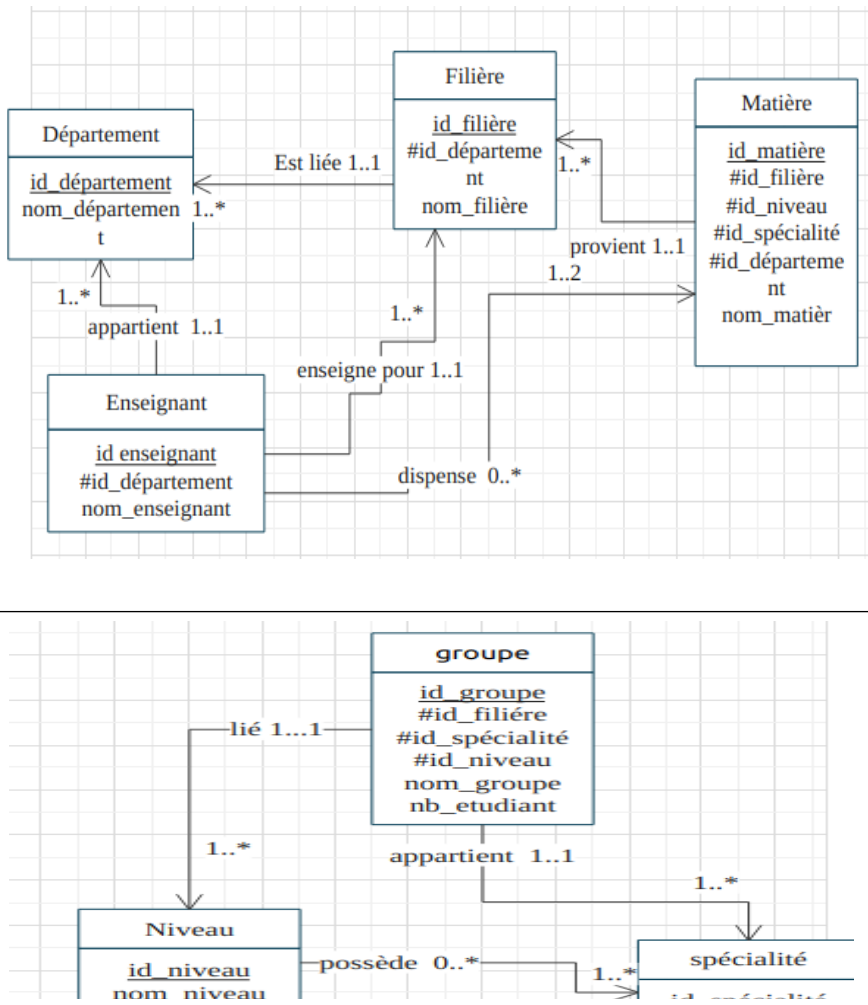 Filière
id_filière
#id_départeme
nt
nom_filière
Matière
id_matière
#id_filière
#id_niveau
#id_spécialité
#id_départeme
nt
nom_matièr
Département
id_département
nom_départemen
t
Est liée 1..1
1..*
1..*
provient 1..1
1..2
1..*
appartient 1..1
1..*
enseigne pour 1..1
Enseignant
id enseignant
#id_département
nom_enseignant
dispense 0..*
groupe
id_groupe
#id_filiére
#id_spécialité
#id_niveau
nom_groupe
nb_etudiant
lié 1...1
1..*
appartient 1..1
1..*
Niveau
id_niveau
nom_niveau
possède 0..*
1..*
spécialité
id_spécialité